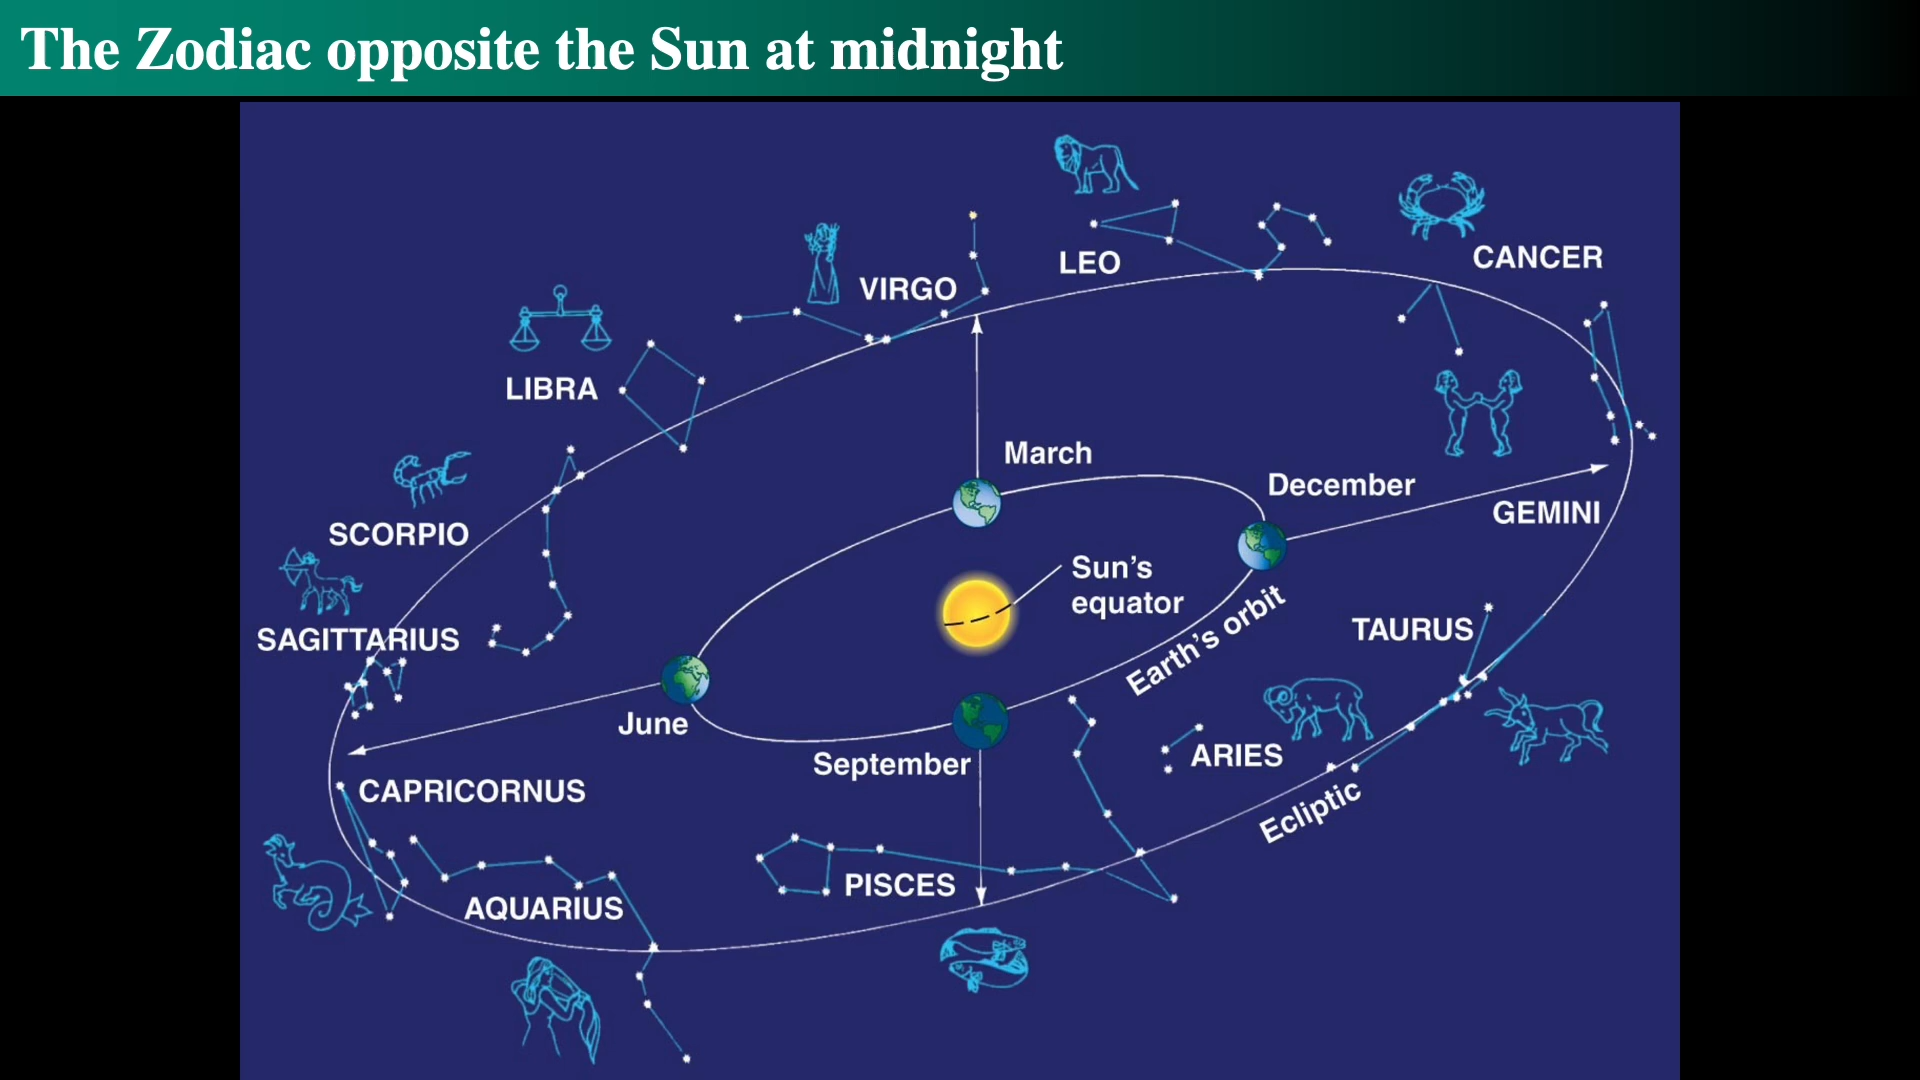 The Zodiac opposite the Sun at midnight
LEO
CANCER
VIRGO
LIBRA
March
December
SCORPIO
GEMINI
Sun's
equator
Earth's orbit
TAURUS
SAGITTARIUS
June
September
ARIES
CAPRICORNUS
Ecliptic
PISCES
AQUARIUS